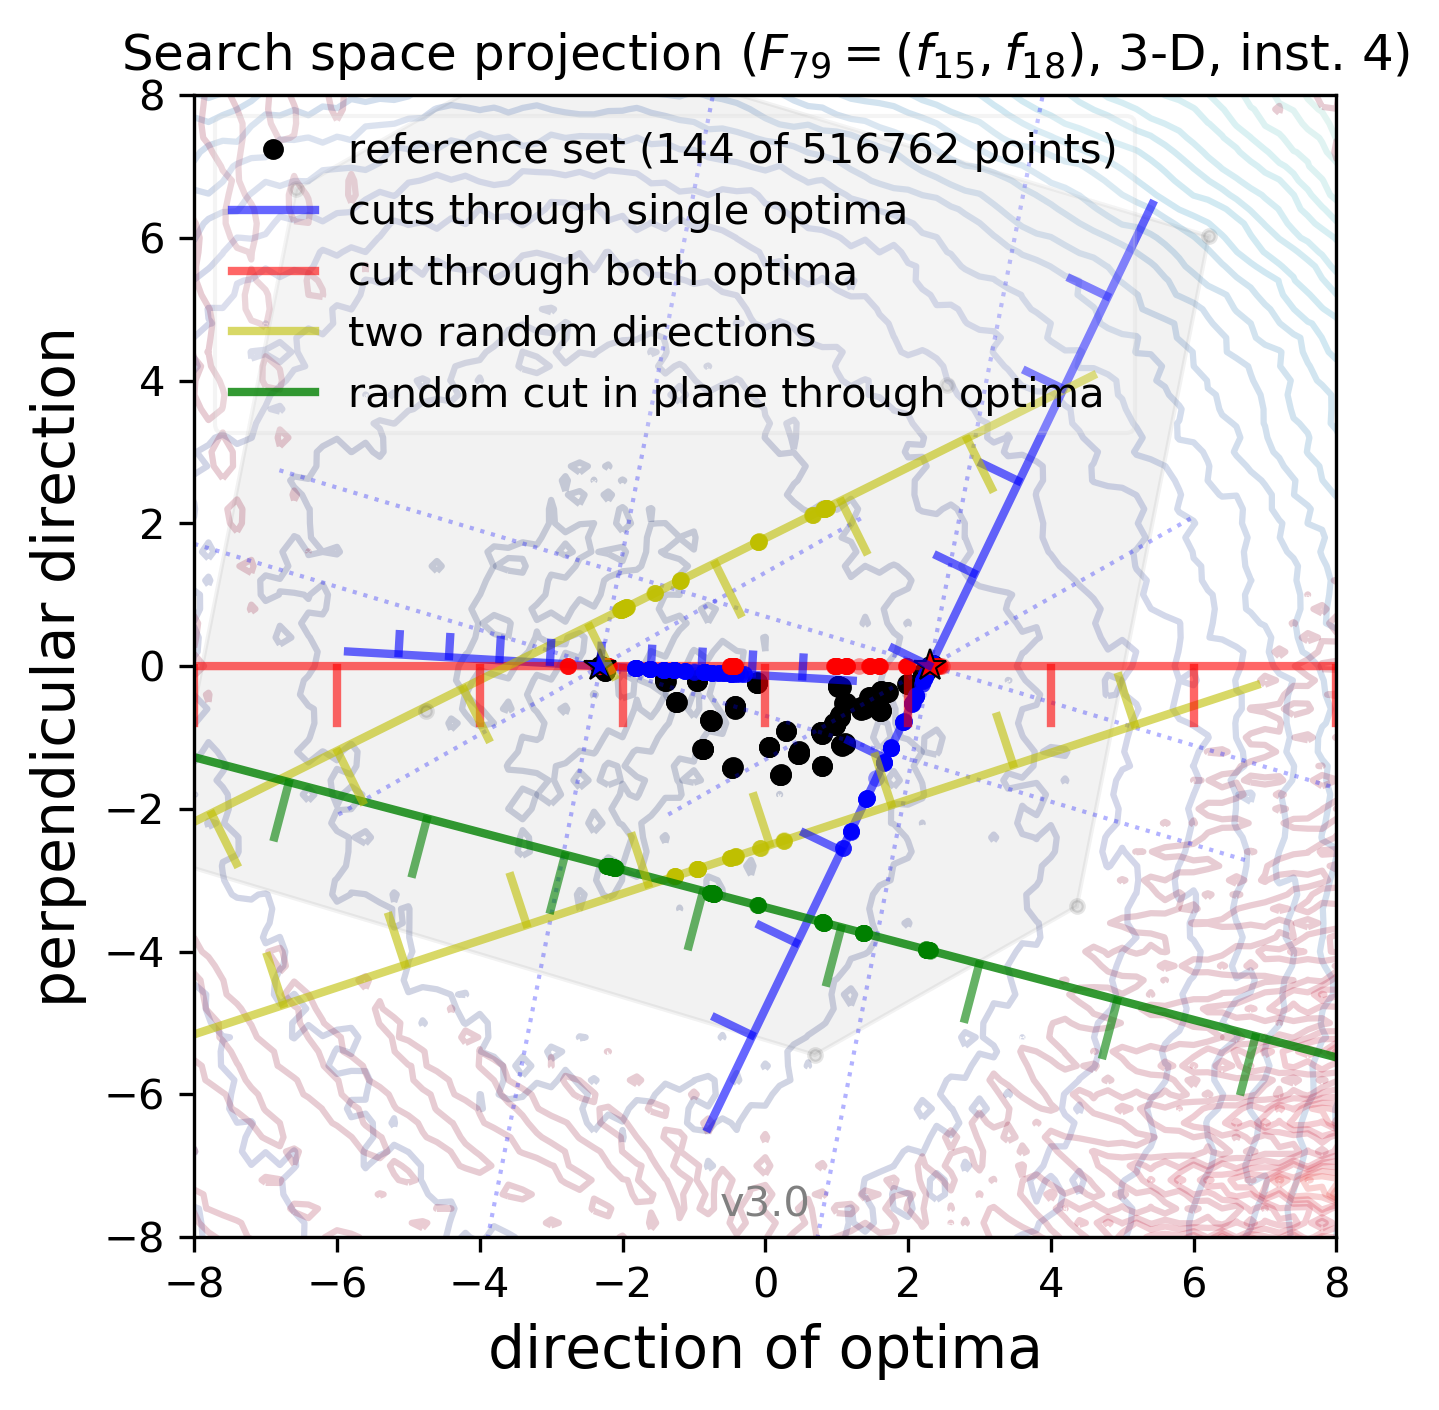 Search space projection (F₇₉ = (f₁₅, f₁₈), 3-D, inst. 4)
8
6
4
2
0
−2
−4
−6
−8
perpendicular direction
reference set (144 of 516762 points)
cuts through single optima
cut through both optima
two random directions
random cut in plane through optima
v3.0
−8 −6 −4 −2 0 2 4 6 8
direction of optima